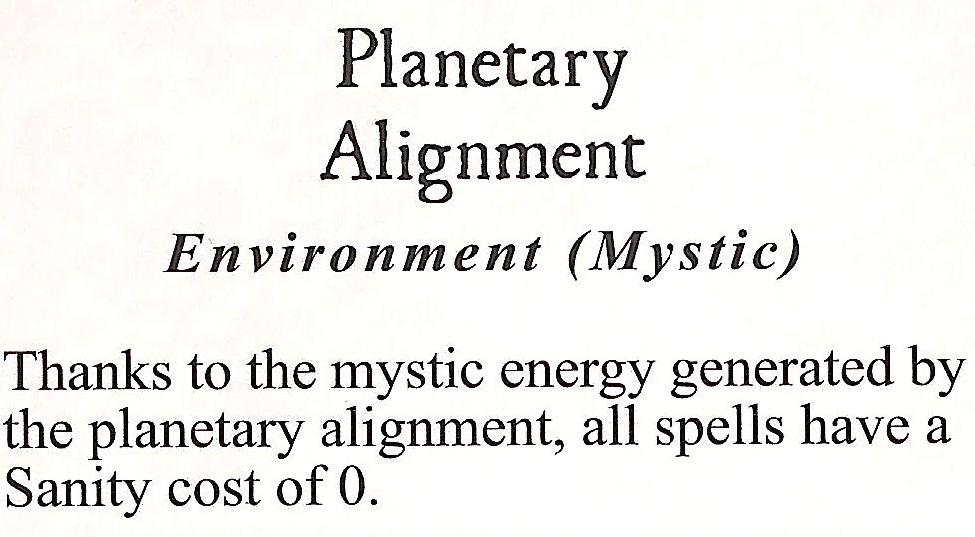 Planetary
Alignment
Environment (Mystic)
Thanks to the mystic energy generated by
the planetary alignment, all spells have a
Sanity cost of 0.